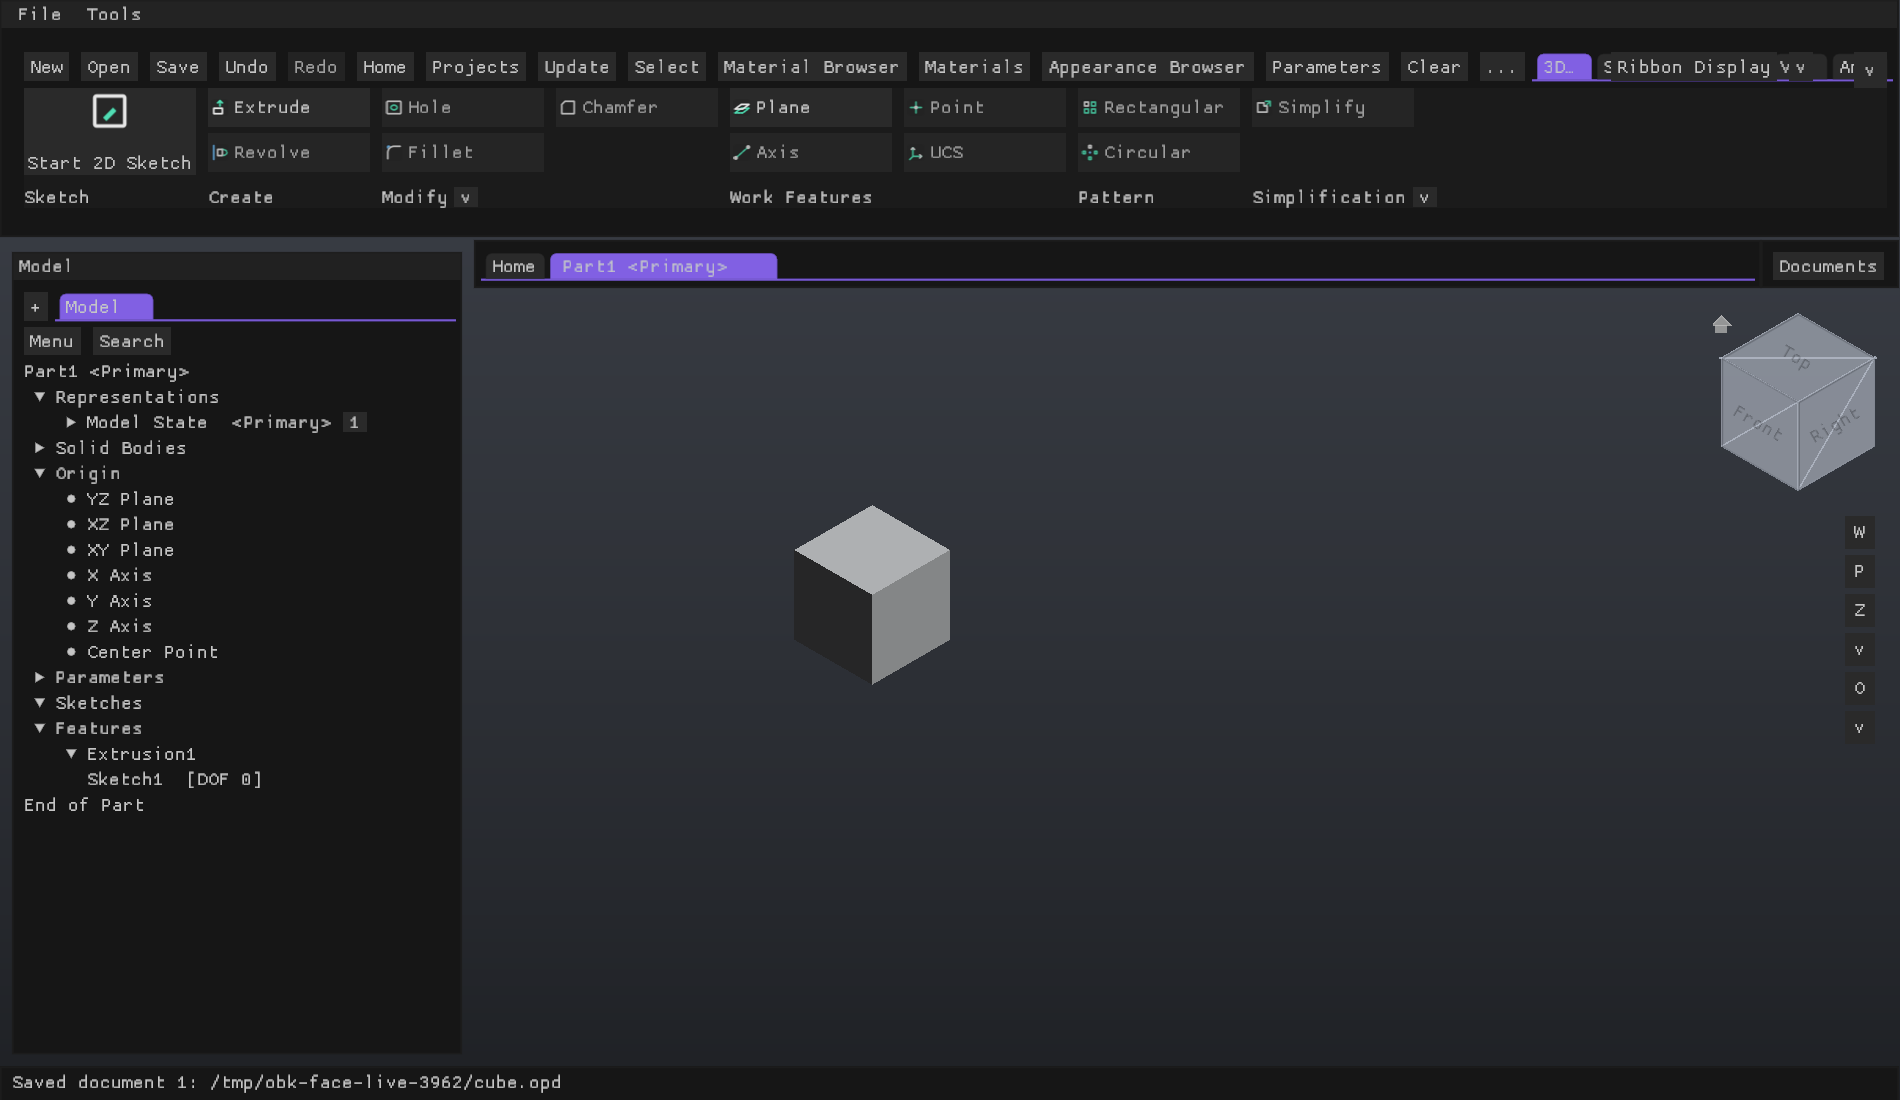 File Tools
New Open Save Undo Redo Home Projects Update Select Material Browser Materials Appearance Browser Parameters Clear ... 3D… Ribbon Display v v
Extrude Hole Chamfer Plane Point Rectangular Simplify
Start 2D Sketch Revolve Fillet Axis UCS Circular
Sketch Create Modify v Work Features Pattern Simplification v
Model
Home Part1 <Primary> Documents
+ Model
Menu Search
Part1 <Primary>
Representations
Model State <Primary> 1
Solid Bodies
Origin
YZ Plane
XZ Plane
XY Plane
X Axis
Y Axis
Z Axis
Center Point
Parameters
Sketches
Features
Extrusion1
Sketch1 [DOF 0]
End of Part
Top
Front Right
W
P
Z
v
O
v
Saved document 1: /tmp/obk-face-live-3962/cube.opd